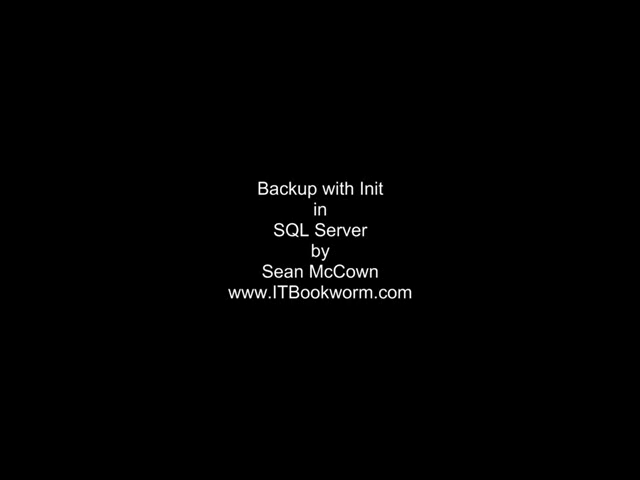 Backup with Init
in
SQL Server
by
Sean McCown
www.ITBookworm.com